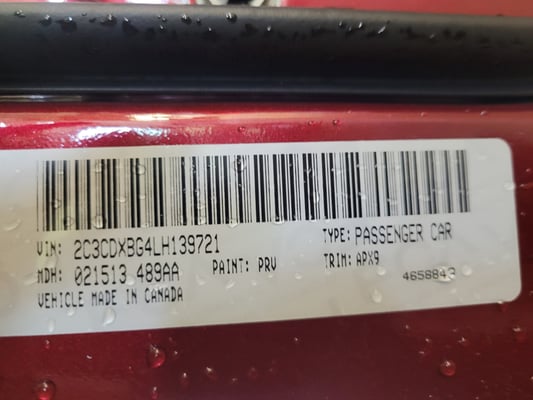 VIN: 2C3CDXBG4LH139721 TYPE: PASSENGER CAR
MDH: 021513 489AA PAINT: PRV TRIM: APX9
VEHICLE MADE IN CANADA 4658843